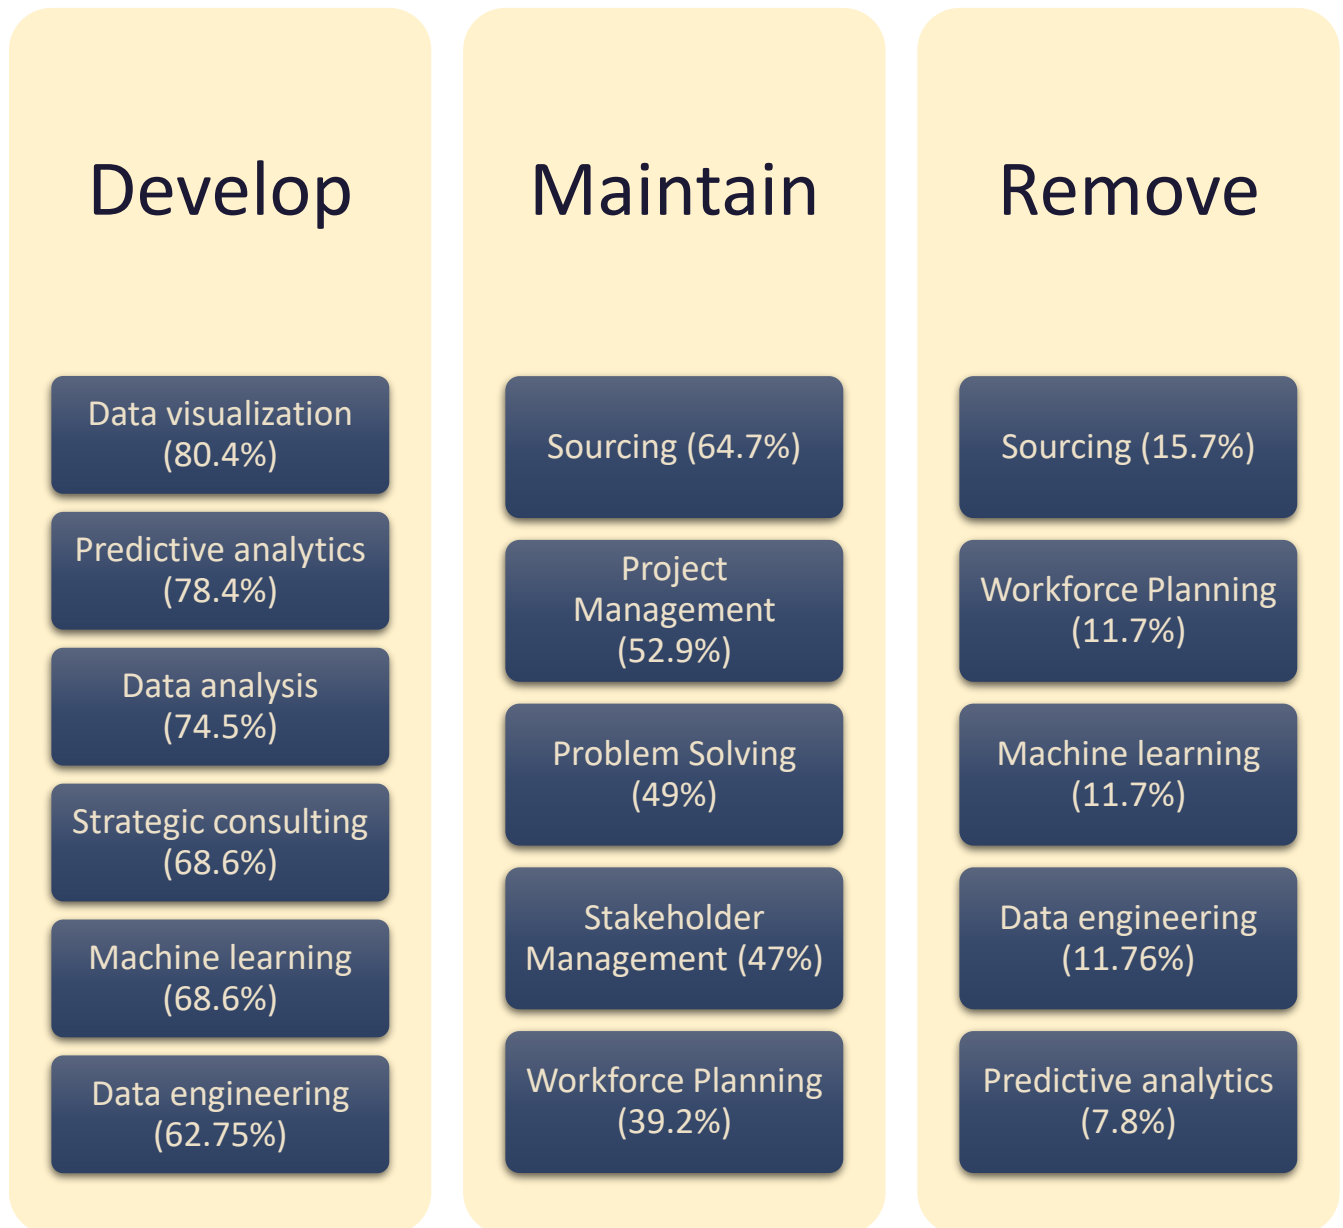 Develop
Data visualization
(80.4%)
Predictive analytics
(78.4%)
Data analysis
(74.5%)
Strategic consulting
(68.6%)
Machine learning
(68.6%)
Data engineering
(62.75%)
Maintain
Sourcing (64.7%)
Project
Management
(52.9%)
Problem Solving
(49%)
Stakeholder
Management (47%)
Workforce Planning
(39.2%)
Remove
Sourcing (15.7%)
Workforce Planning
(11.7%)
Machine learning
(11.7%)
Data engineering
(11.76%)
Predictive analytics
(7.8%)